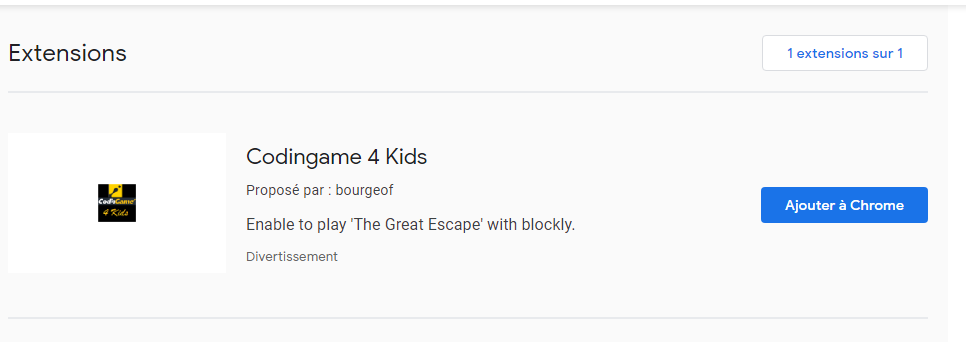 Extensions
1 extensions sur 1
Codingame 4 Kids
Proposé par : bourgeof
Enable to play 'The Great Escape' with blockly.
Divertissement
Ajouter à Chrome
CodinGame
4 Kids